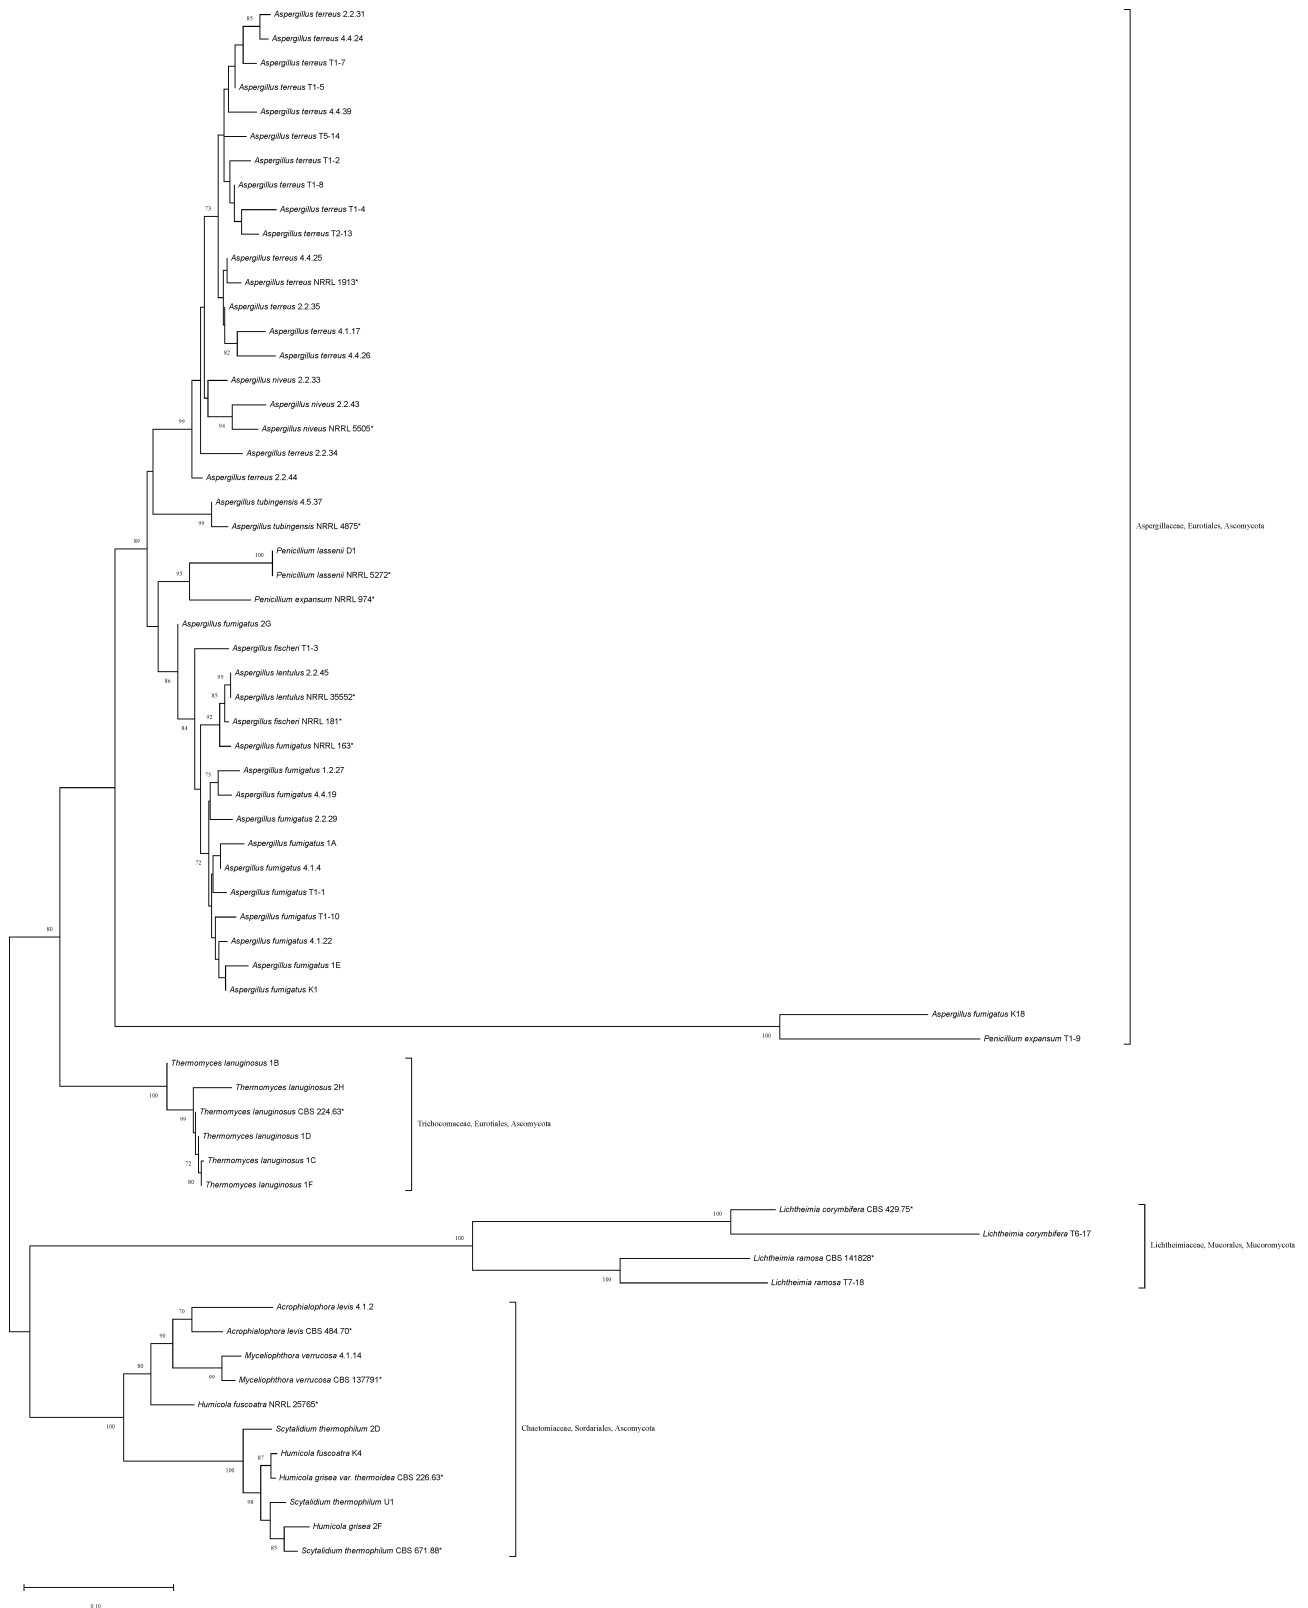 85
Aspergillus terreus 2.2.31
Aspergillus terreus 4.4.24
Aspergillus terreus T1-7
Aspergillus terreus T1-5
Aspergillus terreus 4.4.39
Aspergillus terreus T5-14
Aspergillus terreus T1-2
Aspergillus terreus T1-8
73
Aspergillus terreus T1-4
Aspergillus terreus T2-13
Aspergillus terreus 4.4.25
Aspergillus terreus NRRL 1913*
Aspergillus terreus 2.2.35
Aspergillus terreus 4.1.17
82
Aspergillus terreus 4.4.26
Aspergillus niveus 2.2.33
Aspergillus niveus 2.2.43
99
94
Aspergillus niveus NRRL 5505*
Aspergillus terreus 2.2.34
Aspergillus terreus 2.2.44
Aspergillus tubingensis 4.5.37
99
Aspergillus tubingensis NRRL 4875*
Aspergillaceae, Eurotiales, Ascomycota
89
100
Penicillium lassenii D1
95
Penicillium lassenii NRRL 5272*
Penicillium expansum NRRL 974*
Aspergillus fumigatus 2G
Aspergillus fischeri T1-3
86
95
Aspergillus lentulus 2.2.45
85
Aspergillus lentulus NRRL 35552*
92
Aspergillus fischeri NRRL 181*
84
Aspergillus fumigatus NRRL 163*
75
Aspergillus fumigatus 1.2.27
Aspergillus fumigatus 4.4.19
Aspergillus fumigatus 2.2.29
Aspergillus fumigatus 1A
72
Aspergillus fumigatus 4.1.4
Aspergillus fumigatus T1-1
Aspergillus fumigatus T1-10
80
Aspergillus fumigatus 4.1.22
Aspergillus fumigatus 1E
Aspergillus fumigatus K1
Aspergillus fumigatus K18
100
Penicillium expansum T1-9
Thermomyces lanuginosus 1B
100
Thermomyces lanuginosus 2H
99
Thermomyces lanuginosus CBS 224.63*
Trichocomaceae, Eurotiales, Ascomycota
Thermomyces lanuginosus 1D
72
Thermomyces lanuginosus 1C
80
Thermomyces lanuginosus 1F
100
Lichtheimia corymbifera CBS 429.75*
100
Lichtheimia corymbifera T6-17
Lichtheimiaceae, Mucorales, Mucoromycota
Lichtheimia ramosa CBS 141828*
100
Lichtheimia ramosa T7-18
70
Acrophialophora levis 4.1.2
90
Acrophialophora levis CBS 484.70*
Myceliophthora verrucosa 4.1.14
80
99
Myceliophthora verrucosa CBS 137791*
Humicola fuscoatra NRRL 25765*
100
Scytalidium thermophilum 2D
Chaetomiaceae, Sordariales, Ascomycota
87
Humicola fuscoatra K4
100
Humicola grisea var. thermoidea CBS 226.63*
98
Scytalidium thermophilum U1
Humicola grisea 2F
85
Scytalidium thermophilum CBS 671.88*
0.10